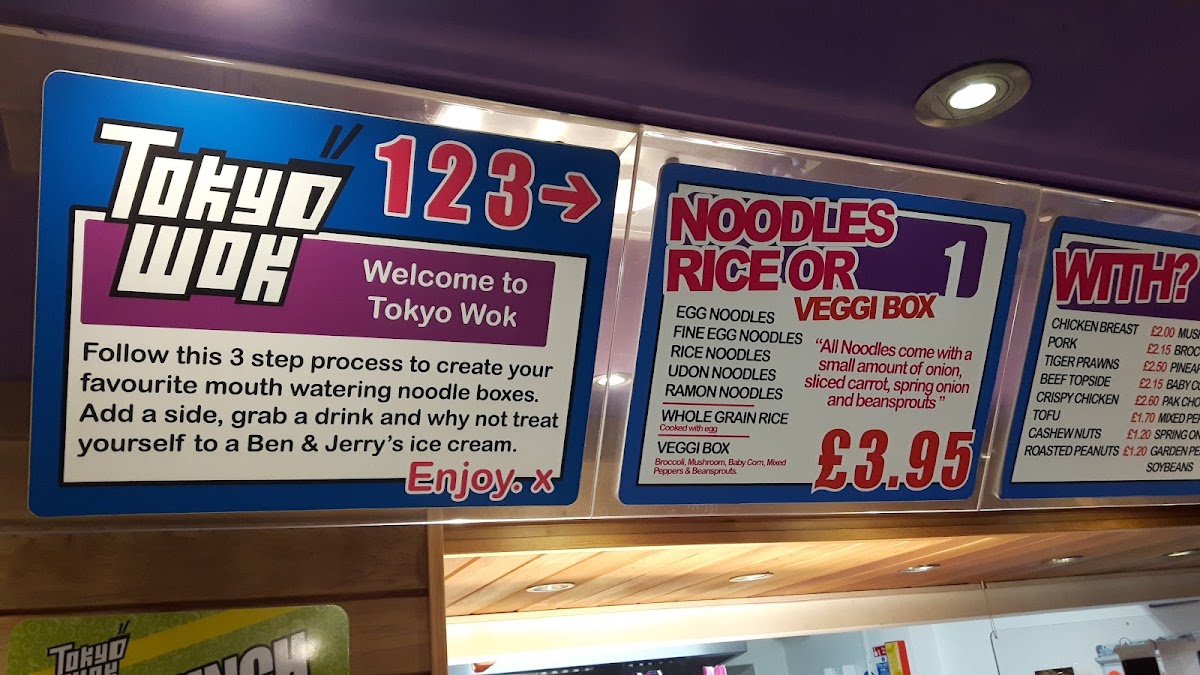 TOKYO
WOK
123
Welcome to
Tokyo Wok
Follow this 3 step process to create your
favourite mouth watering noodle boxes.
Add a side, grab a drink and why not treat
yourself to a Ben & Jerry's ice cream.
Enjoy. x
NOODLES
RICE OR
VEGGI BOX
1
EGG NOODLES
FINE EGG NOODLES
RICE NOODLES
UDON NOODLES
RAMON NOODLES
WHOLE GRAIN RICE
Cooked with egg
VEGGI BOX
Broccoli, Mushroom, Baby Corn, Mixed
Peppers & Beansprouts.
"All Noodles come with a
small amount of onion,
sliced carrot, spring onion
and beansprouts"
£3.95
WITH?
CHICKEN BREAST £2.00
PORK £2.15
TIGER PRAWNS £2.50
BEEF TOPSIDE £2.15
CRISPY CHICKEN £2.60
TOFU £1.70
CASHEW NUTS £1.20
ROASTED PEANUTS £1.20
BABY
PAK
MIXED
SPRING
GARDEN
SOYBEANS
TOKYO
WOK